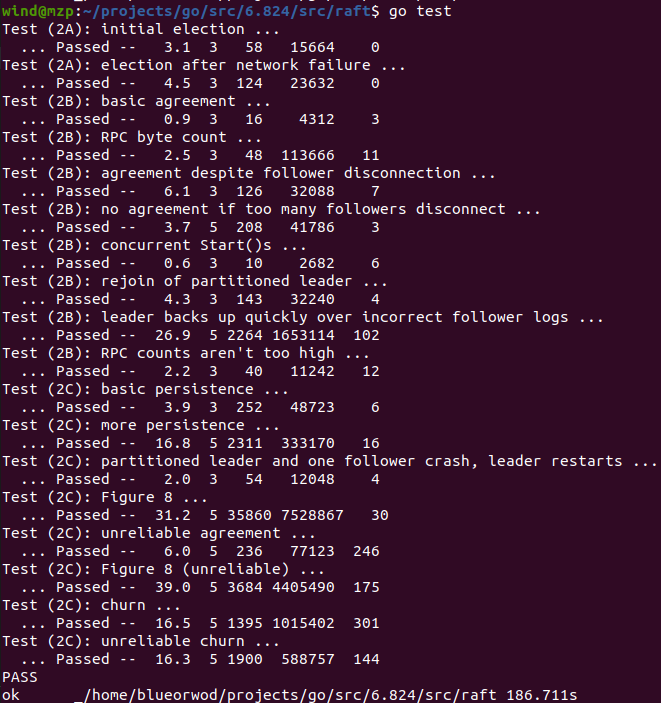 wind@mzp:~/projects/go/src/6.824/src/raft$ go test
Test (2A): initial election ...
  ... Passed --   3.1  3   58   15664    0
Test (2A): election after network failure ...
  ... Passed --   4.5  3  124   23632    0
Test (2B): basic agreement ...
  ... Passed --   0.9  3   16    4312    3
Test (2B): RPC byte count ...
  ... Passed --   2.5  3   48  113666   11
Test (2B): agreement despite follower disconnection ...
  ... Passed --   6.1  3  126   32088    7
Test (2B): no agreement if too many followers disconnect ...
  ... Passed --   3.7  5  208   41786    3
Test (2B): concurrent Start()s ...
  ... Passed --   0.6  3   10    2682    6
Test (2B): rejoin of partitioned leader ...
  ... Passed --   4.3  3  143   32240    4
Test (2B): leader backs up quickly over incorrect follower logs ...
  ... Passed --  26.9  5 2264 1653114  102
Test (2B): RPC counts aren't too high ...
  ... Passed --   2.2  3   40   11242   12
Test (2C): basic persistence ...
  ... Passed --   3.9  3  252   48723    6
Test (2C): more persistence ...
  ... Passed --  16.8  5 2311  333170   16
Test (2C): partitioned leader and one follower crash, leader restarts ...
  ... Passed --   2.0  3   54   12048    4
Test (2C): Figure 8 ...
  ... Passed --  31.2  5 35860 7528867   30
Test (2C): unreliable agreement ...
  ... Passed --   6.0  5  236   77123  246
Test (2C): Figure 8 (unreliable) ...
  ... Passed --  39.0  5 3684 4405490  175
Test (2C): churn ...
  ... Passed --  16.5  5 1395 1015402  301
Test (2C): unreliable churn ...
  ... Passed --  16.3  5 1900  588757  144
PASS
ok      _/home/blueorwod/projects/go/src/6.824/src/raft 186.711s